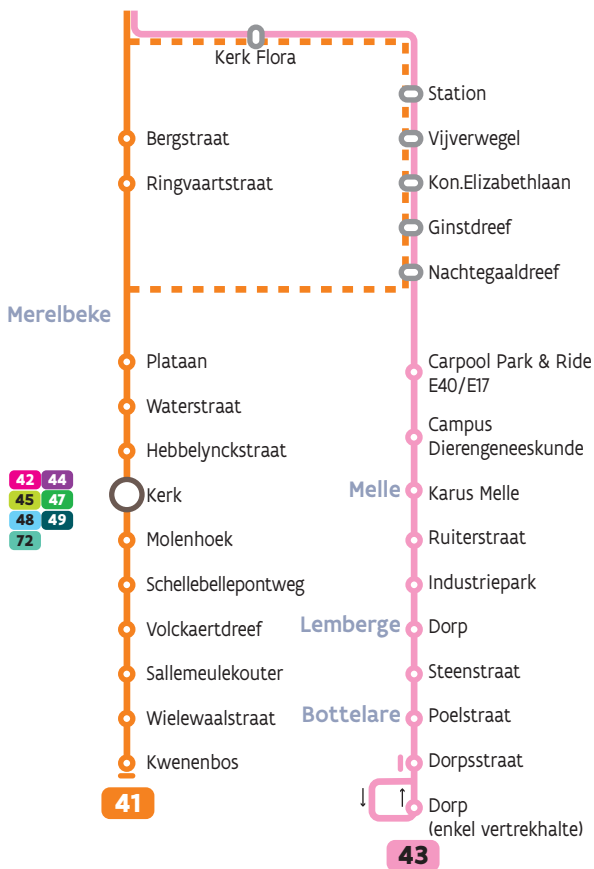 Kerk Flora
Station
Bergstraat
Vijverwegel
Ringvaartstraat
Kon.Elizabethlaan
Ginstdreef
Nachtegaaldreef
Merelbeke
Plataan
Carpool Park & Ride
E40/E17
Waterstraat
Campus
Dierengeneeskunde
Hebbelynckstraat
42 44
45 47
48 49
72
Kerk
Melle
Karus Melle
Molenhoek
Ruiterstraat
Schellebellepontweg
Industriepark
Volckaertdreef
Lemberge
Dorp
Sallemeulekouter
Steenstraat
Wielewaalstraat
Bottelare
Poelstraat
Kwenenbos
Dorpsstraat
41
↓ ↑
Dorp
(enkel vertrekhalte)
43